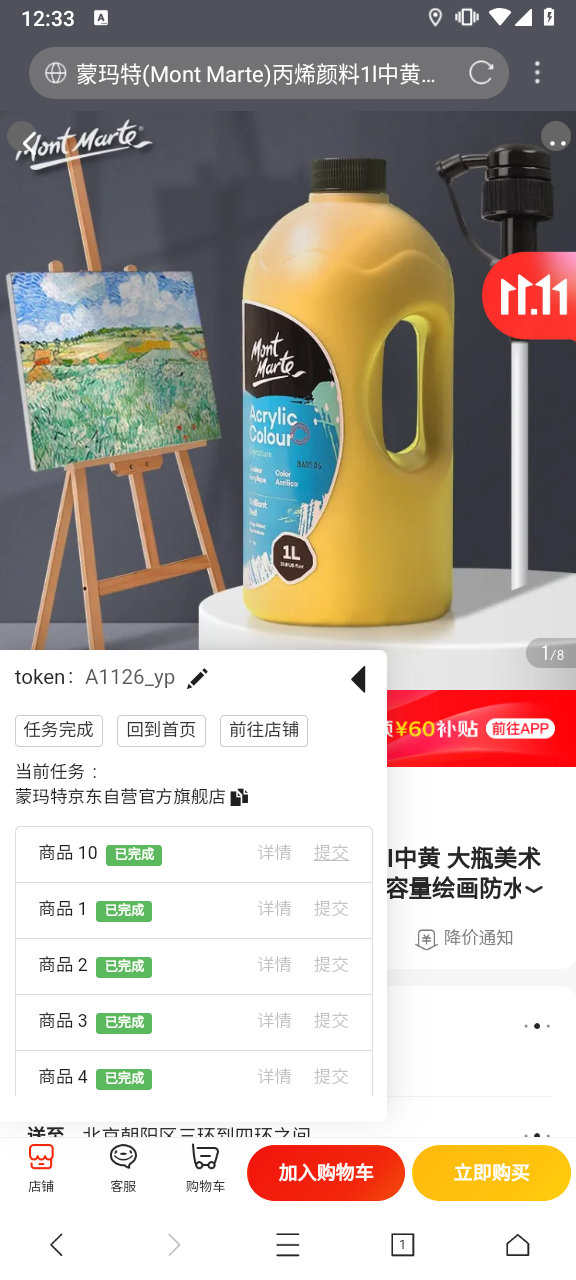 12:33
A
蒙玛特(Mont Marte)丙烯颜料1l中黄…
Mont Marte
11.11
Mont
Marte
Acrylic
Colour
Signature
BA0506
Color
Acrílica
1L
1/8
token: A1126_yp
¥60补贴 前往APP
任务完成 回到首页 前往店铺
当前任务：
蒙玛特京东自营官方旗舰店
商品 10 已完成 详情 提交
l中黄 大瓶美术
容量绘画防水
商品 1 已完成 详情 提交
降价通知
商品 2 已完成 详情 提交
商品 3 已完成 详情 提交
商品 4 已完成 详情 提交
送至 北京朝阳区三环到四环之间
店铺 客服 购物车 加入购物车 立即购买
1